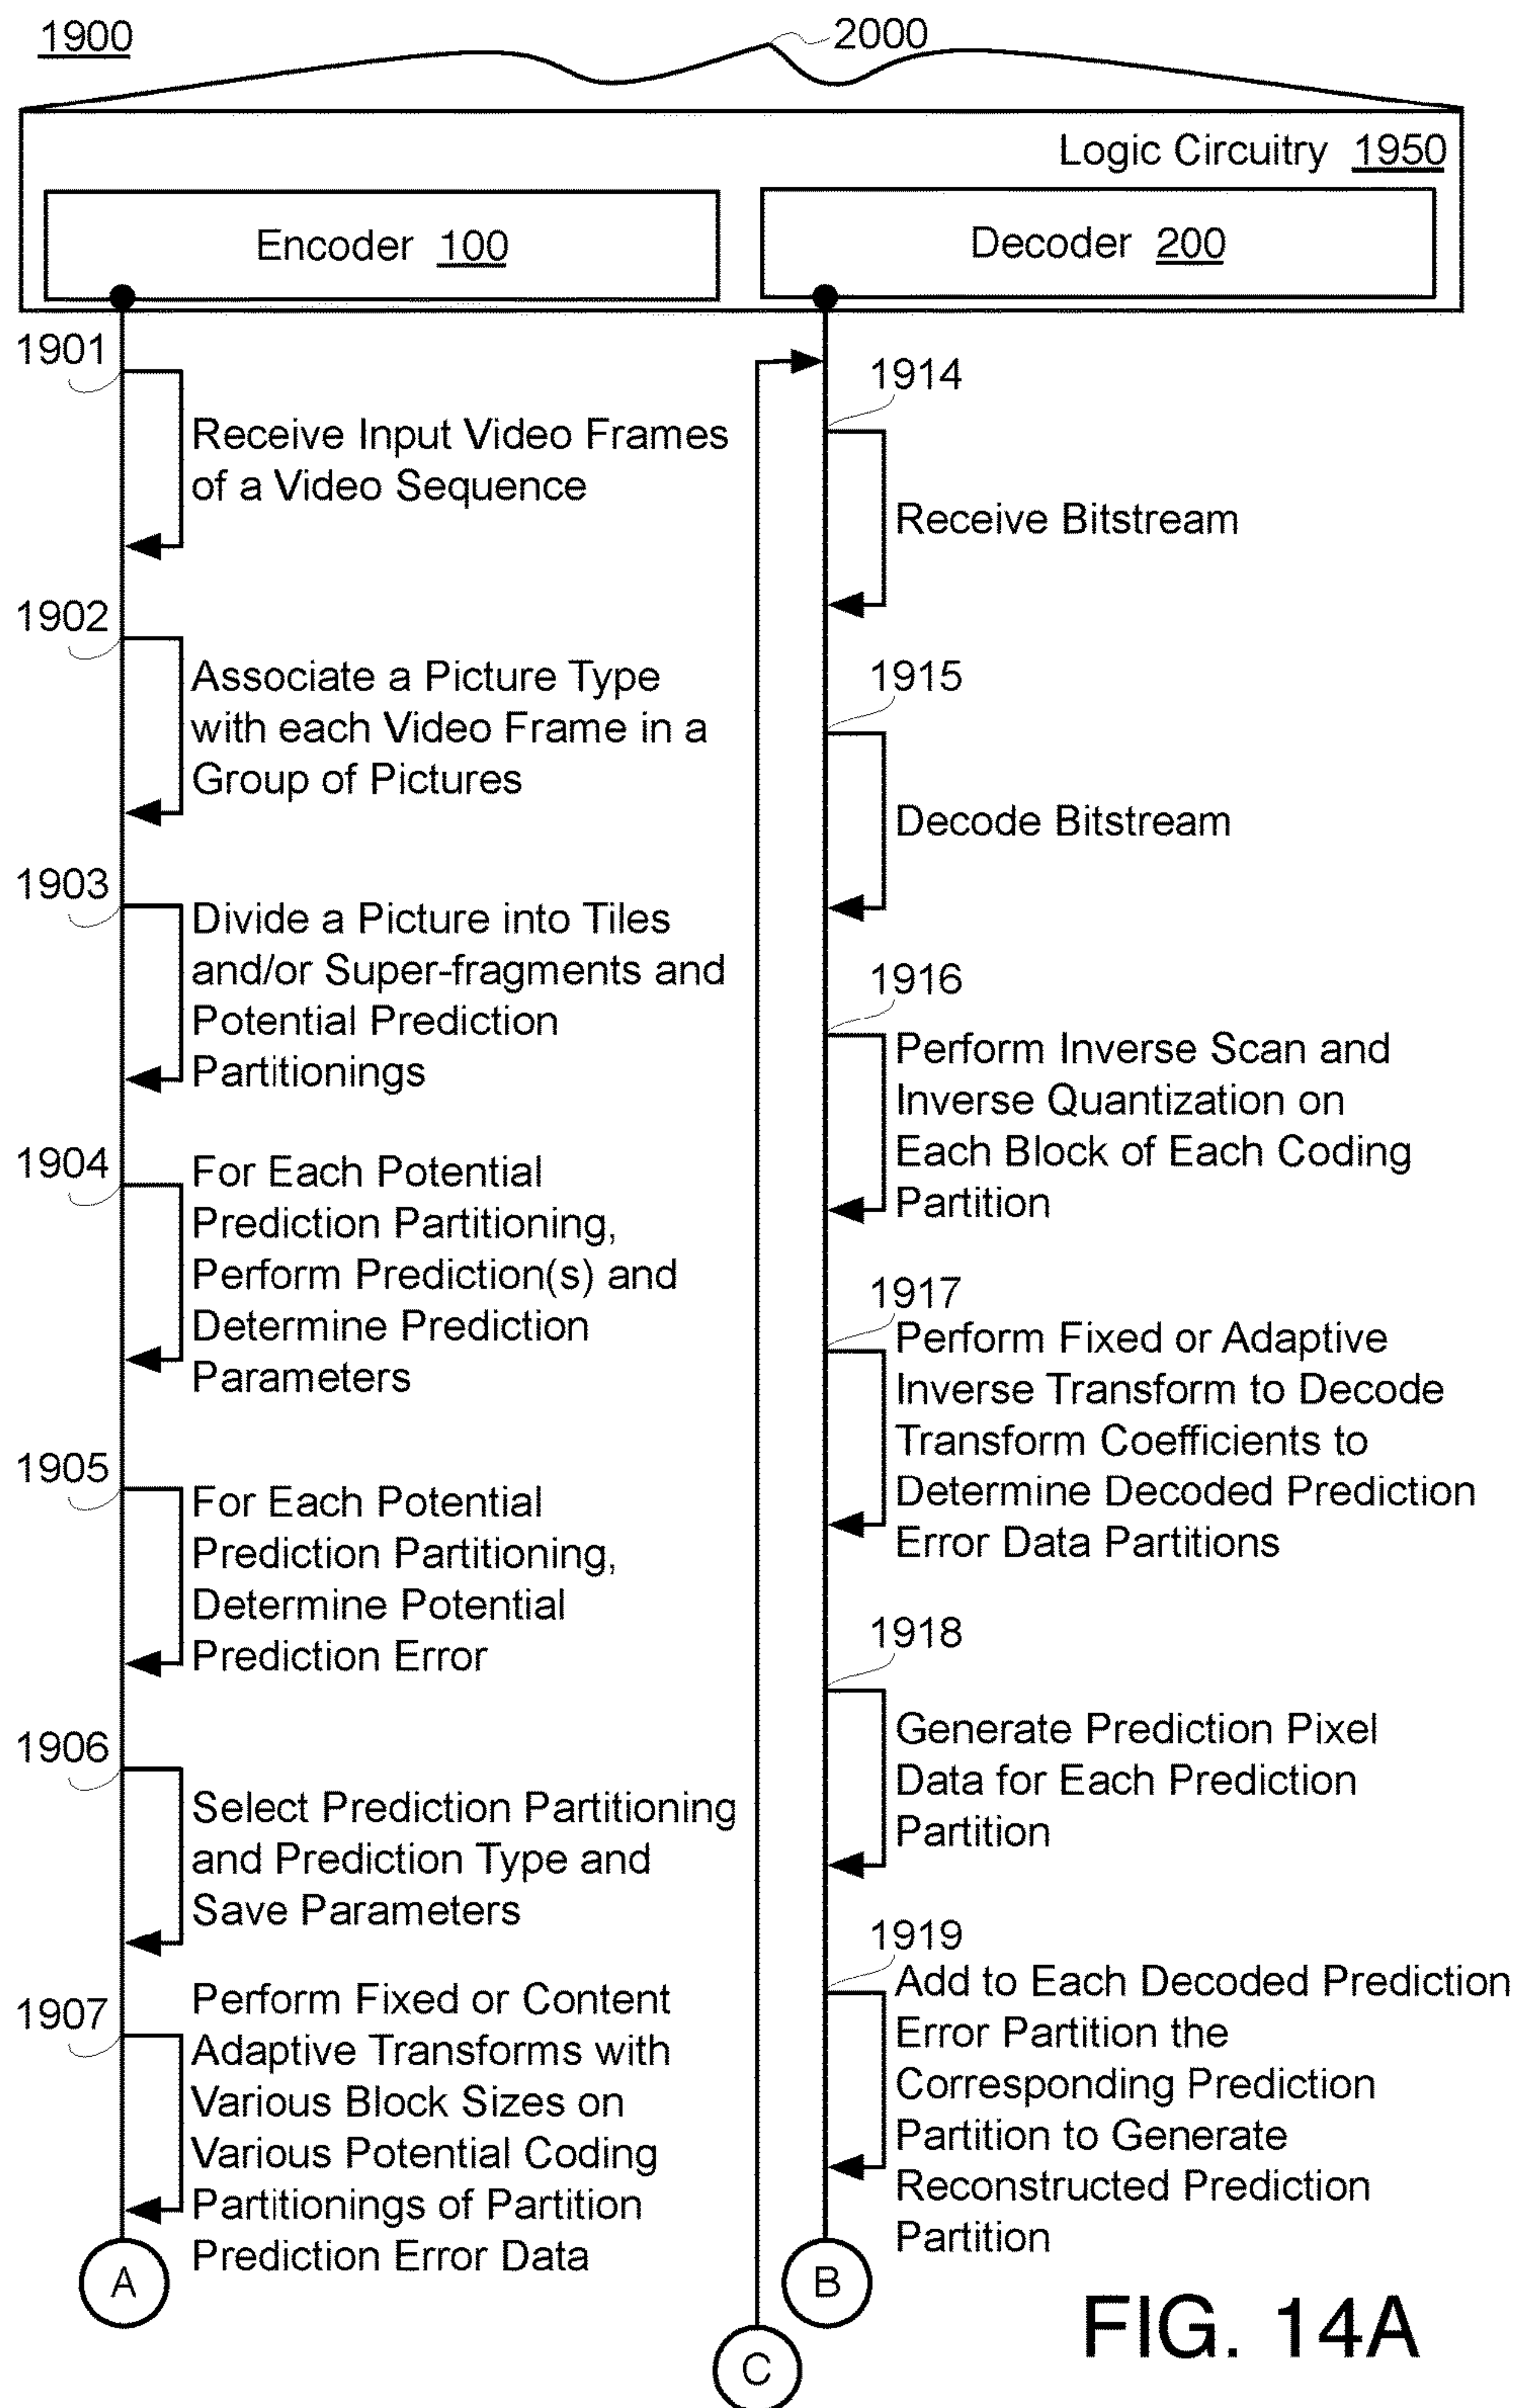 1900
2000
Logic Circuitry 1950
Encoder 100
Decoder 200
1901
Receive Input Video Frames
of a Video Sequence
1902
Associate a Picture Type
with each Video Frame in a
Group of Pictures
1903
Divide a Picture into Tiles
and/or Super-fragments and
Potential Prediction
Partitionings
1904
For Each Potential
Prediction Partitioning,
Perform Prediction(s) and
Determine Prediction
Parameters
1905
For Each Potential
Prediction Partitioning,
Determine Potential
Prediction Error
1906
Select Prediction Partitioning
and Prediction Type and
Save Parameters
1907
Perform Fixed or Content
Adaptive Transforms with
Various Block Sizes on
Various Potential Coding
Partitionings of Partition
Prediction Error Data
A
1914
Receive Bitstream
1915
Decode Bitstream
1916
Perform Inverse Scan and
Inverse Quantization on
Each Block of Each Coding
Partition
1917
Perform Fixed or Adaptive
Inverse Transform to Decode
Transform Coefficients to
Determine Decoded Prediction
Error Data Partitions
1918
Generate Prediction Pixel
Data for Each Prediction
Partition
1919
Add to Each Decoded Prediction
Error Partition the
Corresponding Prediction
Partition to Generate
Reconstructed Prediction
Partition
B
C
FIG. 14A